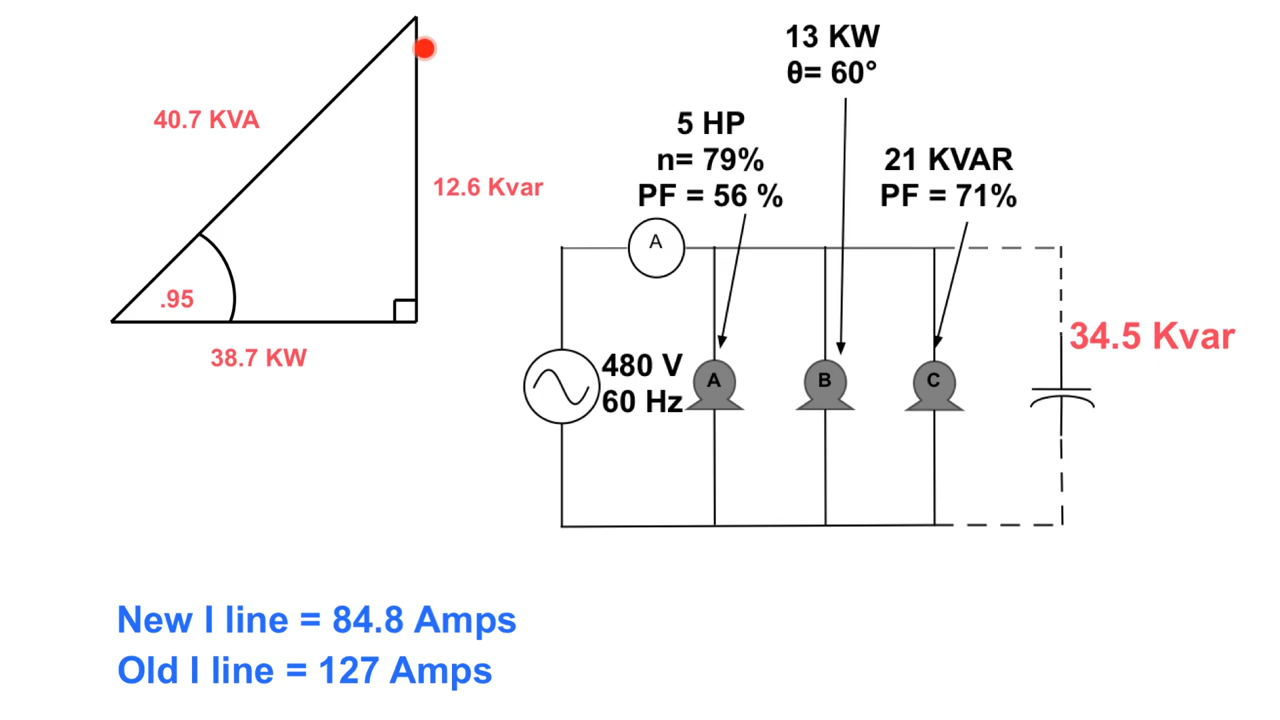 13 KW
θ= 60°
5 HP
n= 79%
PF = 56 %
21 KVAR
PF = 71%
40.7 KVA
12.6 Kvar
.95
38.7 KW
A
480 V
60 Hz
A
B
C
34.5 Kvar
New I line = 84.8 Amps
Old I line = 127 Amps